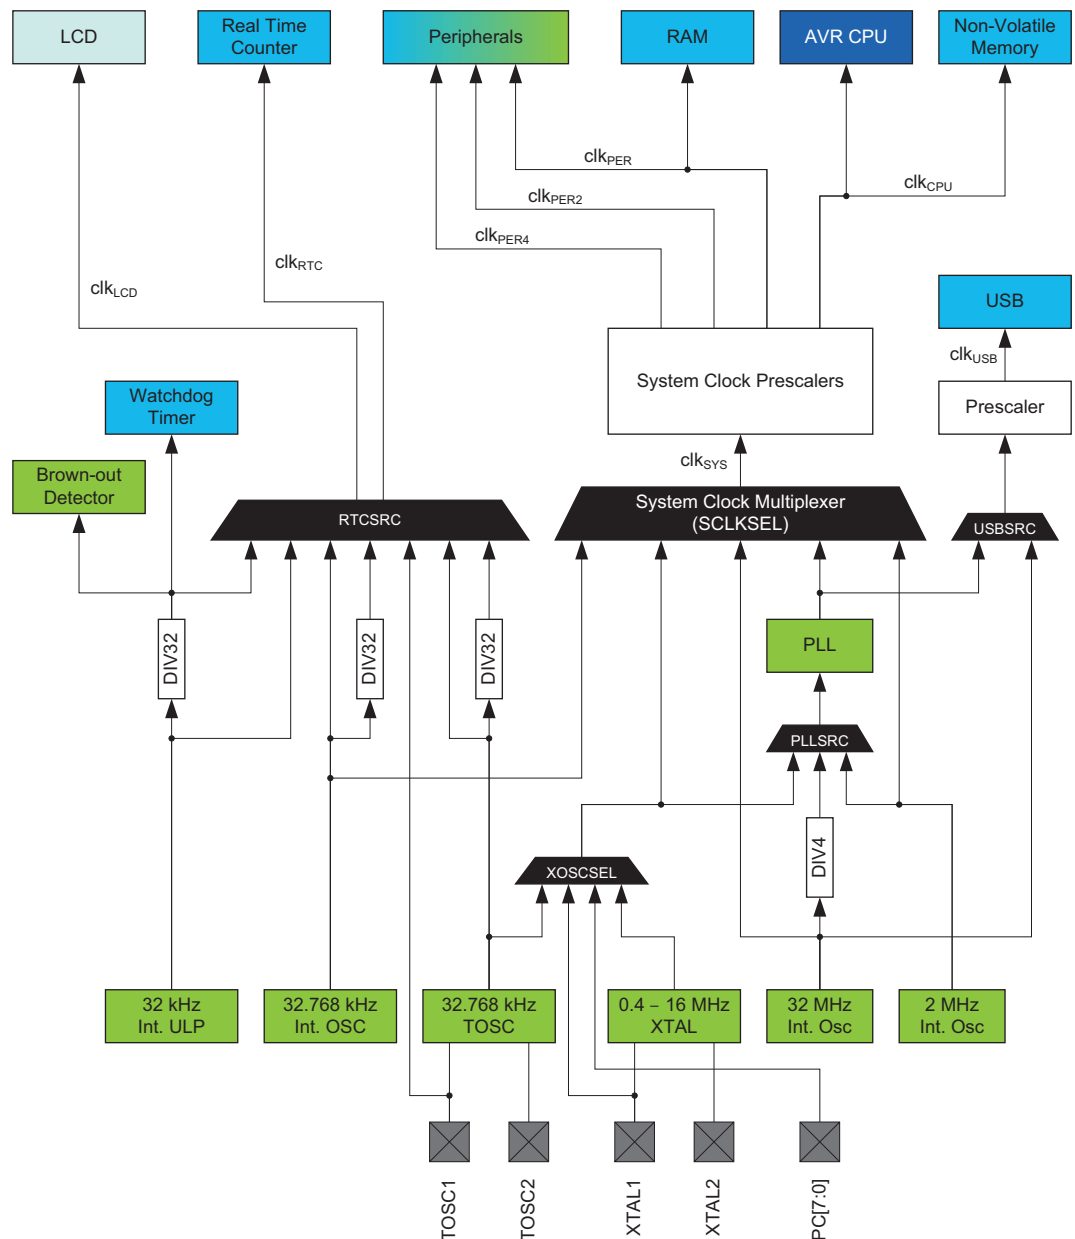 LCD
Real Time
Counter
Peripherals
RAM
AVR CPU
Non-Volatile
Memory
clkPER
clkCPU
clkPER2
clkPER4
clkRTC
clkLCD
USB
clkUSB
System Clock Prescalers
Prescaler
Watchdog
Timer
clkSYS
Brown-out
Detector
System Clock Multiplexer
(SCLKSEL)
RTCSRC
USBSRC
DIV32
DIV32
DIV32
PLL
PLLSRC
DIV4
XOSCSEL
32 kHz
Int. ULP
32.768 kHz
Int. OSC
32.768 kHz
TOSC
0.4 – 16 MHz
XTAL
32 MHz
Int. Osc
2 MHz
Int. Osc
TOSC1
TOSC2
XTAL1
XTAL2
PC[7:0]